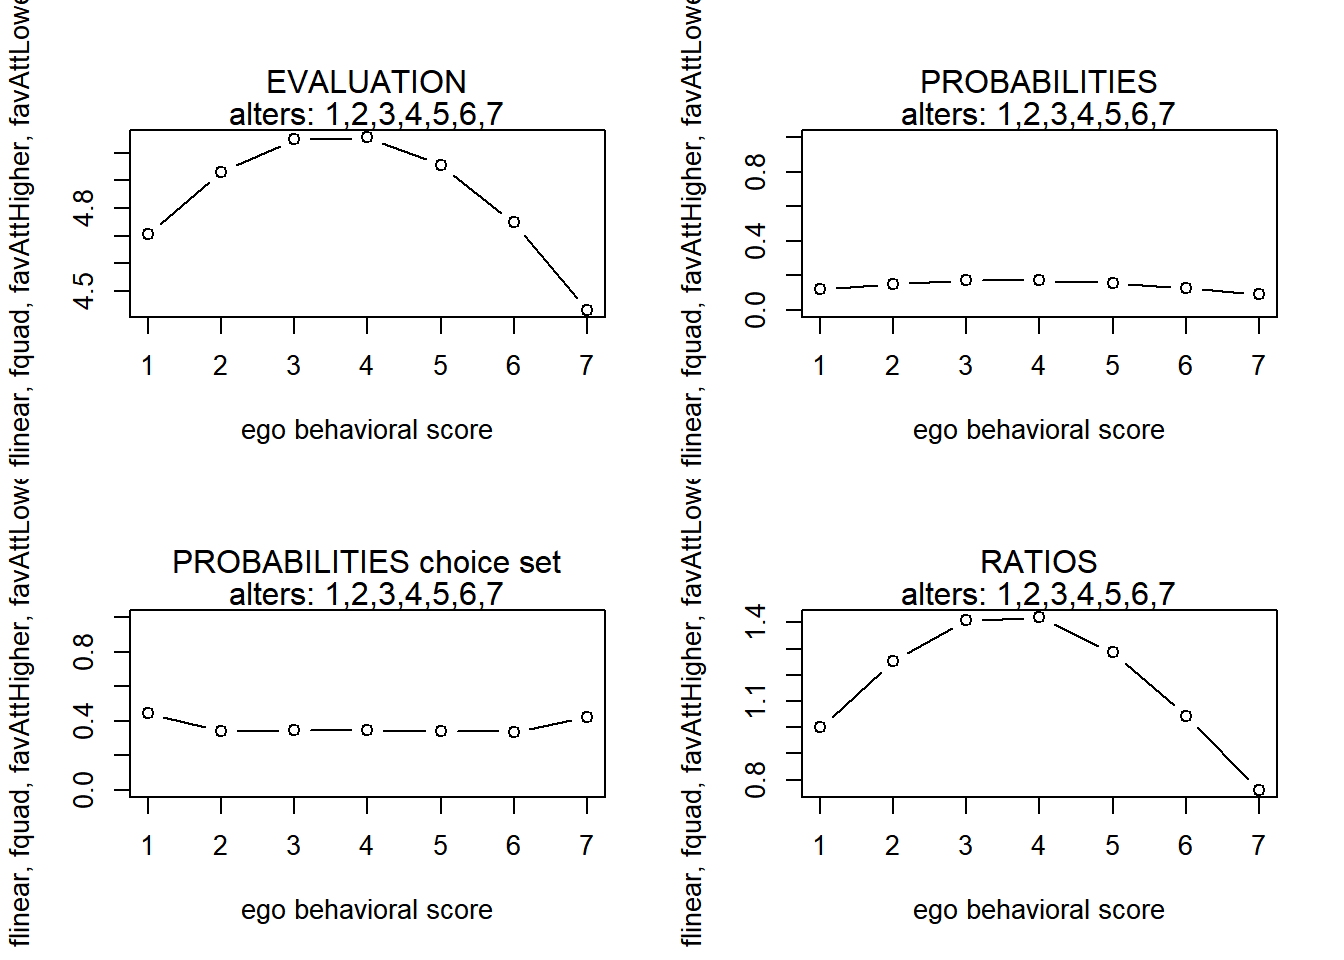 EVALUATION
alters: 1,2,3,4,5,6,7
flinear, fquad, favAttHigher, favAttLowe
4.8
4.5
1 2 3 4 5 6 7
ego behavioral score
PROBABILITIES
alters: 1,2,3,4,5,6,7
flinear, fquad, favAttHigher, favAttLowe
0.8
0.4
0.0
1 2 3 4 5 6 7
ego behavioral score
PROBABILITIES choice set
alters: 1,2,3,4,5,6,7
flinear, fquad, favAttHigher, favAttLowe
0.8
0.4
0.0
1 2 3 4 5 6 7
ego behavioral score
RATIOS
alters: 1,2,3,4,5,6,7
flinear, fquad, favAttHigher, favAttLowe
1.4
1.1
0.8
1 2 3 4 5 6 7
ego behavioral score